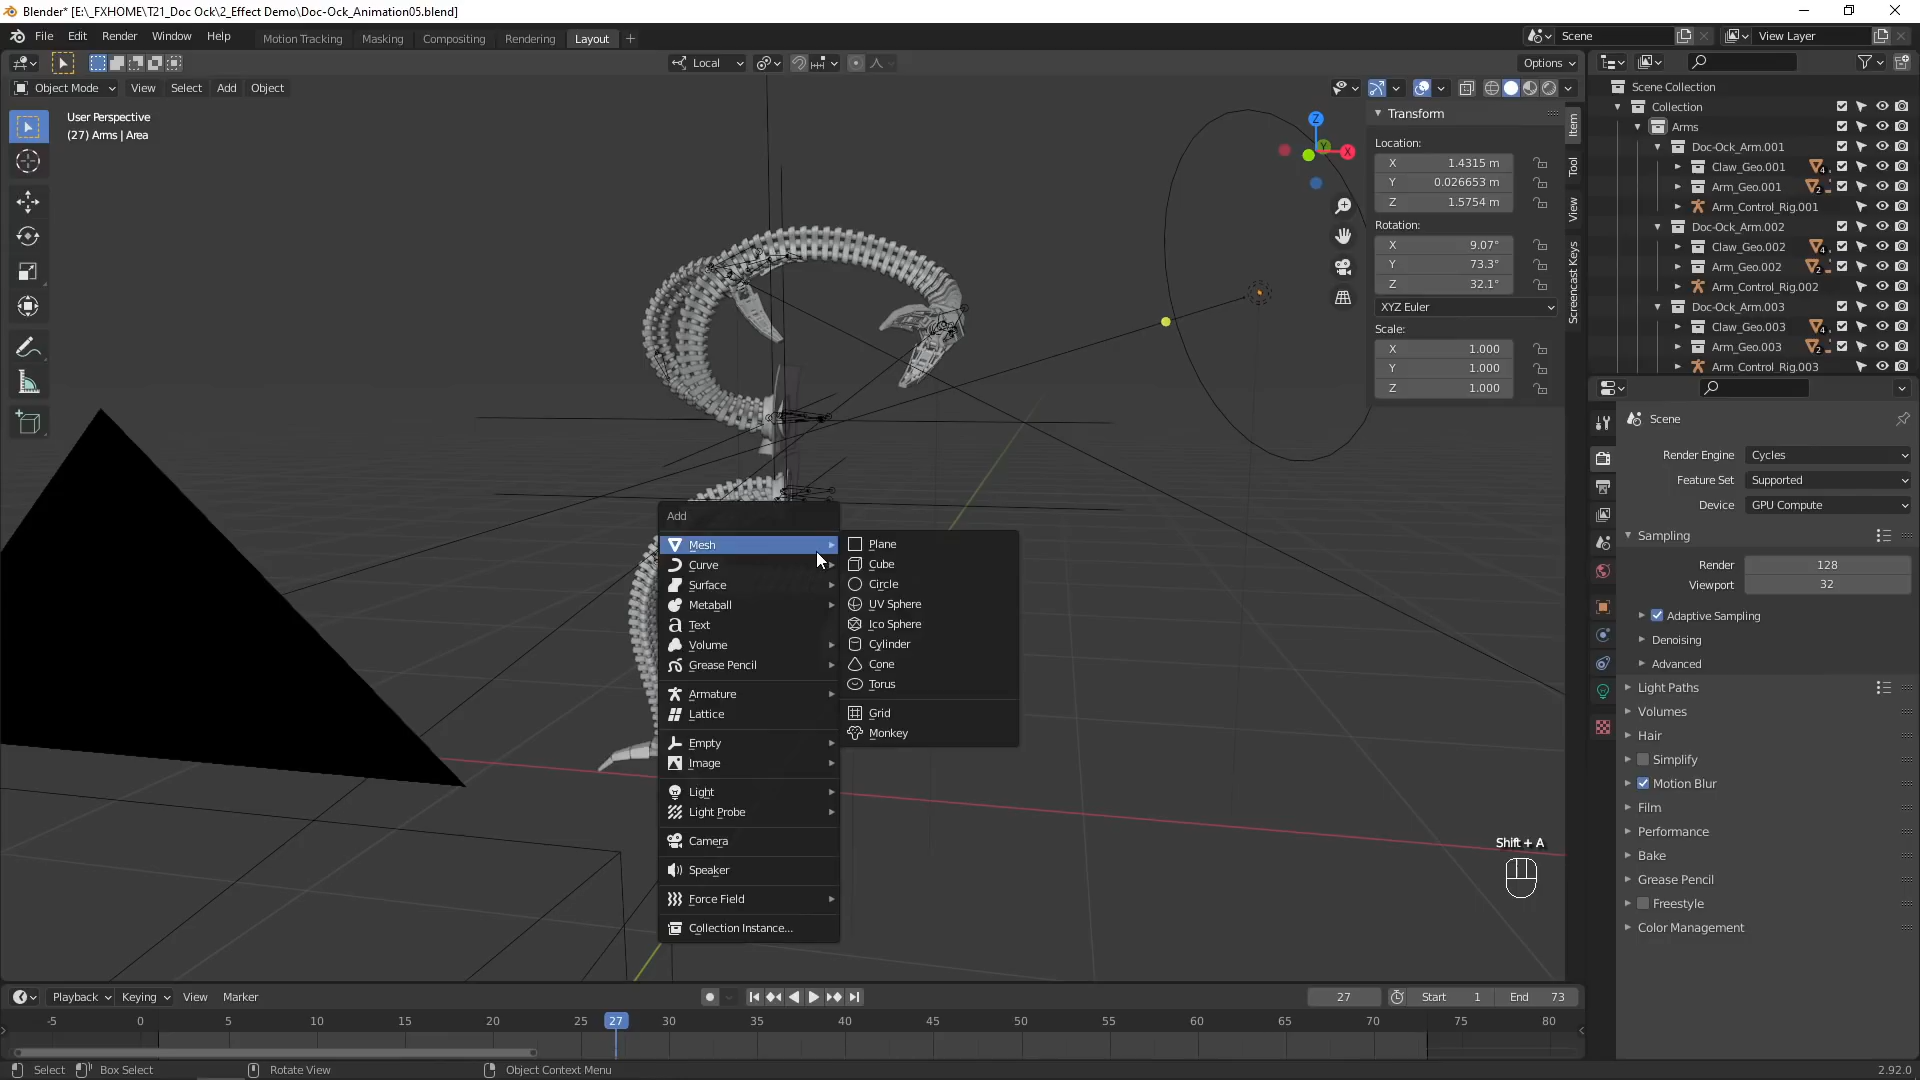 Blender* [E:\_FXHOME\T21_Doc Ock\2_Effect Demo\Doc-Ock_Animation05.blend]
File Edit Render Window Help Motion Tracking Masking Compositing Rendering Layout + Scene View Layer
Local Options
Object Mode View Select Add Object
User Perspective
(27) Arms | Area
Z
Y
X
Transform
Location:
X 1.4315 m
Y 0.026653 m
Z 1.5754 m
Rotation:
X 9.07°
Y 73.3°
Z 32.1°
XYZ Euler
Scale:
X 1.000
Y 1.000
Z 1.000
Item
Tool
View
Screencast Keys
Scene Collection
Collection
Arms
Doc-Ock_Arm.001
Claw_Geo.001 4
Arm_Geo.001 2
Arm_Control_Rig.001
Doc-Ock_Arm.002
Claw_Geo.002 4
Arm_Geo.002 2
Arm_Control_Rig.002
Doc-Ock_Arm.003
Claw_Geo.003 4
Arm_Geo.003 2
Arm_Control_Rig.003
Scene
Render Engine Cycles
Feature Set Supported
Device GPU Compute
Sampling
Render 128
Viewport 32
Adaptive Sampling
Denoising
Advanced
Light Paths
Volumes
Hair
Simplify
Motion Blur
Film
Performance
Bake
Grease Pencil
Freestyle
Color Management
Add
Mesh
Curve
Surface
Metaball
Text
Volume
Grease Pencil
Armature
Lattice
Empty
Image
Light
Light Probe
Camera
Speaker
Force Field
Collection Instance...
Plane
Cube
Circle
UV Sphere
Ico Sphere
Cylinder
Cone
Torus
Grid
Monkey
Shift + A
Playback Keying View Marker 27 Start 1 End 73
-5 0 5 10 15 20 25 27 30 35 40 45 50 55 60 65 70 75 80
Select Box Select Rotate View Object Context Menu 2.92.0